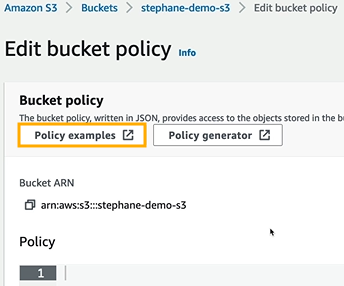 Amazon S3 > Buckets > stephane-demo-s3 > Edit bucket policy
Edit bucket policy Info
Bucket policy
The bucket policy, written in JSON, provides access to the objects stored in the
Policy examples Policy generator
Bucket ARN
arn:aws:s3:::stephane-demo-s3
Policy
1